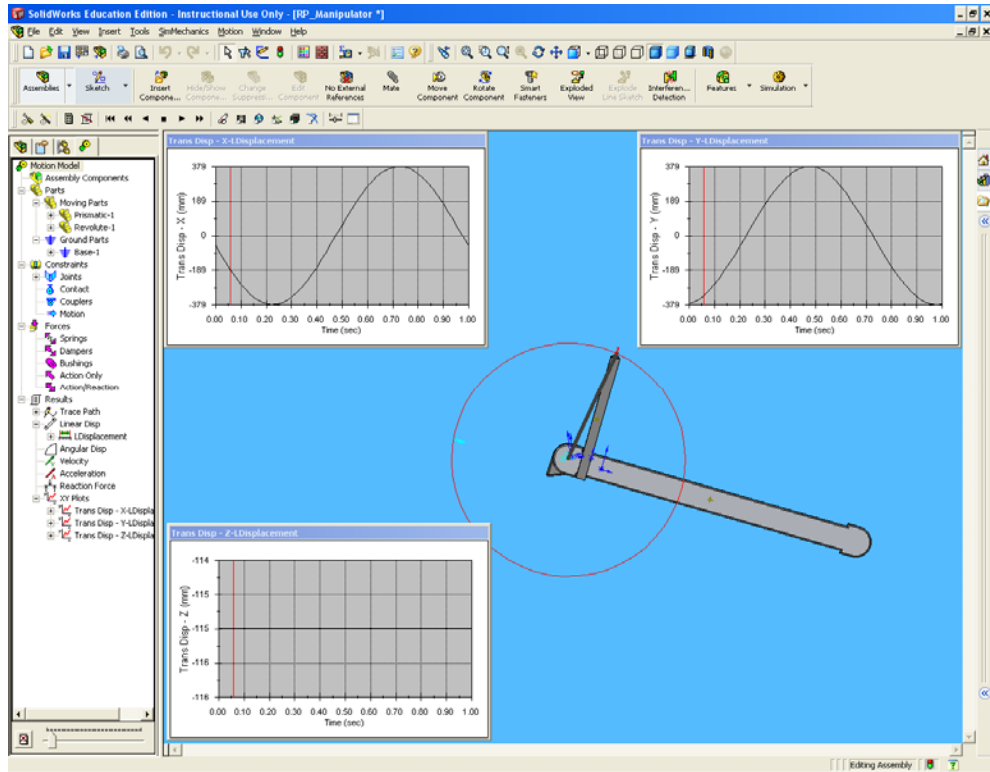 SolidWorks Education Edition - Instructional Use Only - [RP_Manipulator *]
File Edit View Insert Tools SimMechanics Motion Window Help
Assemblies Sketch Insert Compone... Hide/Show Compone... Change Suppressi... Edit Component No External References Mate Move Component Rotate Component Smart Fasteners Exploded View Explode Line Sketch Interferen... Detection Features Simulation
Motion Model
Assembly Components
Parts
Moving Parts
Prismatic-1
Revolute-1
Ground Parts
Base-1
Constraints
Joints
Contact
Couplers
Motion
Forces
Springs
Dampers
Bushings
Action Only
Action/Reaction
Results
Trace Path
Linear Disp
LDisplacement
Angular Disp
Velocity
Acceleration
Reaction Force
XY Plots
Trans Disp - X-LDispla
Trans Disp - Y-LDispla
Trans Disp - Z-LDispla
Trans Disp - X-LDisplacement
Trans Disp - X (mm)
379
189
0
-189
-379
0.00 0.10 0.20 0.30 0.40 0.50 0.60 0.70 0.80 0.90 1.00
Time (sec)
Trans Disp - Y-LDisplacement
Trans Disp - Y (mm)
379
189
0
-189
-379
0.00 0.10 0.20 0.30 0.40 0.50 0.60 0.70 0.80 0.90 1.00
Time (sec)
Trans Disp - Z-LDisplacement
Trans Disp - Z (mm)
-114
-115
-115
-116
-116
0.00 0.10 0.20 0.30 0.40 0.50 0.60 0.70 0.80 0.90 1.00
Time (sec)
Editing Assembly